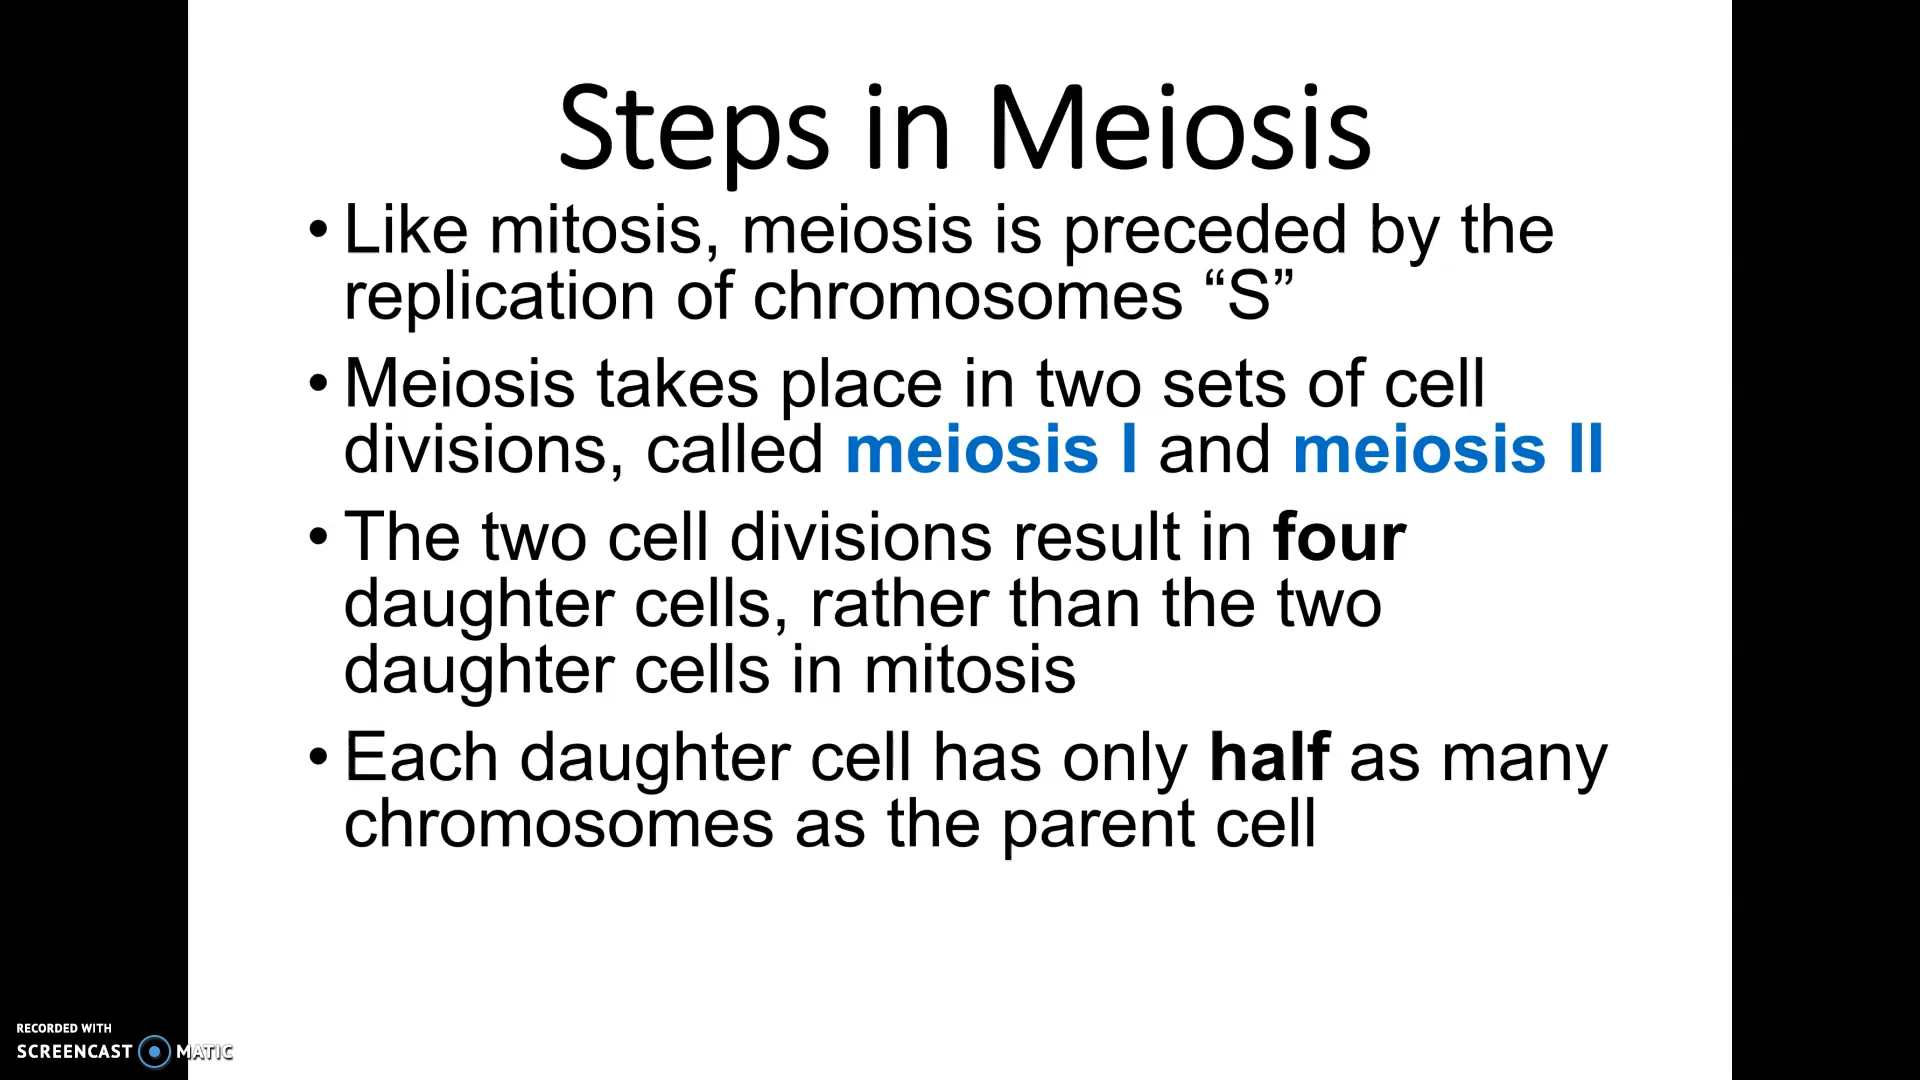 Steps in Meiosis
• Like mitosis, meiosis is preceded by the
replication of chromosomes “S”
• Meiosis takes place in two sets of cell
divisions, called meiosis I and meiosis II
• The two cell divisions result in four
daughter cells, rather than the two
daughter cells in mitosis
• Each daughter cell has only half as many
chromosomes as the parent cell
RECORDED WITH
SCREENCAST MATIC